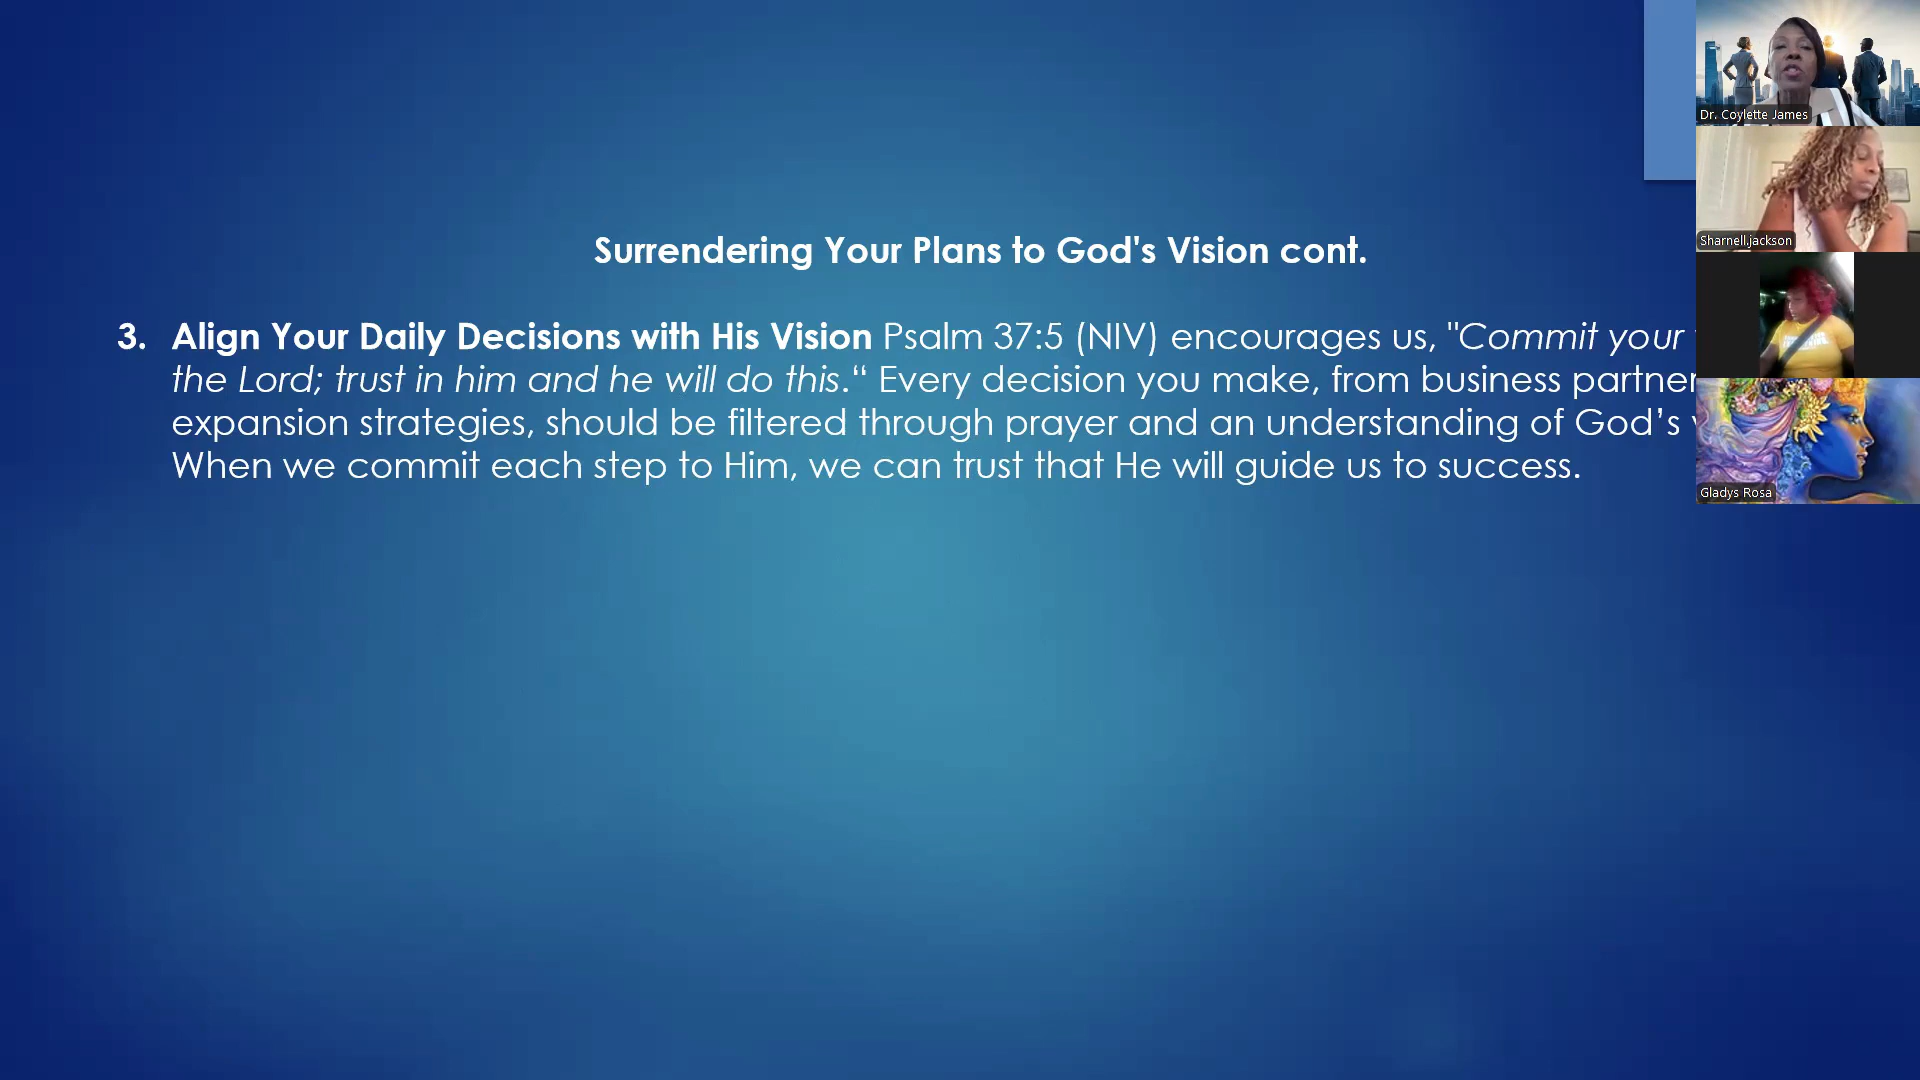 Surrendering Your Plans to God's Vision cont.
3. Align Your Daily Decisions with His Vision Psalm 37:5 (NIV) encourages us, "Commit your
the Lord; trust in him and he will do this.“ Every decision you make, from business partner
expansion strategies, should be filtered through prayer and an understanding of God’s
When we commit each step to Him, we can trust that He will guide us to success.
Dr. Coylette James
Sharnell.jackson
Gladys Rosa